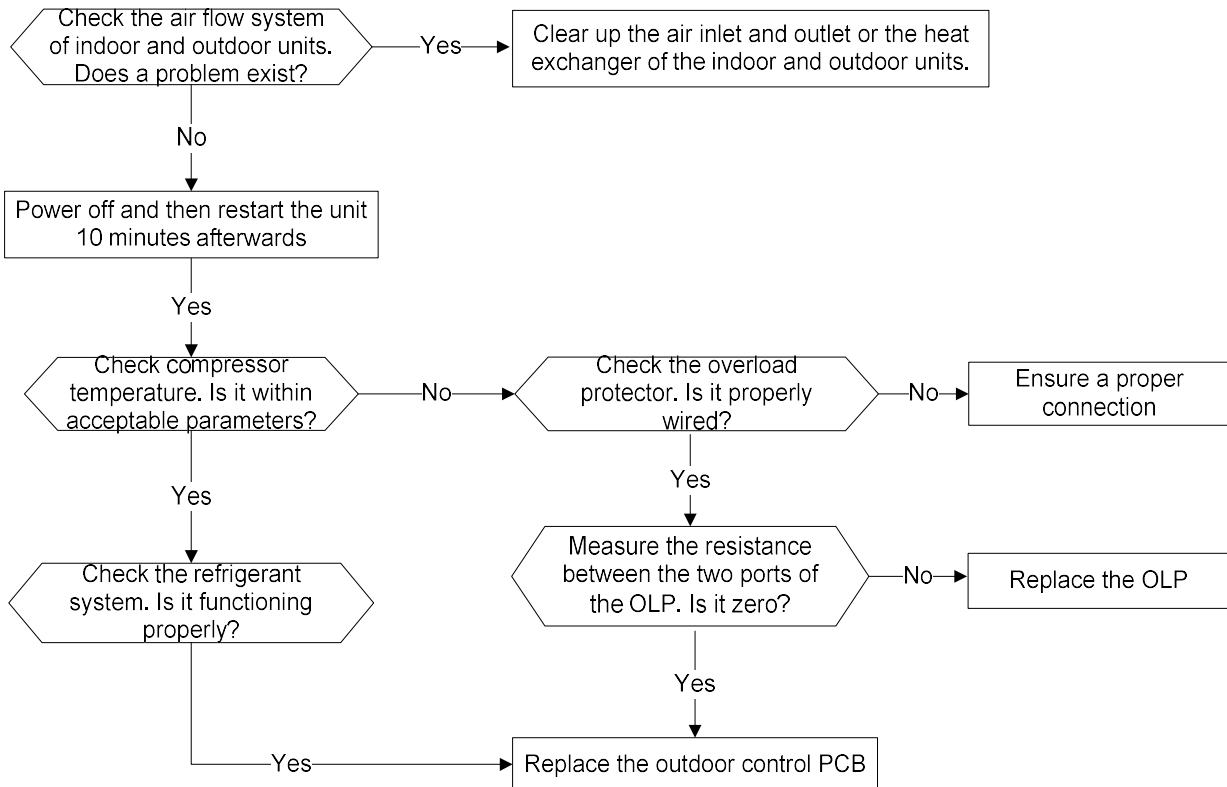 Check the air flow system
of indoor and outdoor units.
Does a problem exist?
Yes
Clear up the air inlet and outlet or the heat
exchanger of the indoor and outdoor units.
No
Power off and then restart the unit
10 minutes afterwards
Yes
Check compressor
temperature. Is it within
acceptable parameters?
No
Check the overload
protector. Is it properly
wired?
No
Ensure a proper
connection
Yes
Yes
Check the refrigerant
system. Is it functioning
properly?
Measure the resistance
between the two ports of
the OLP. Is it zero?
No
Replace the OLP
Yes
Yes
Replace the outdoor control PCB